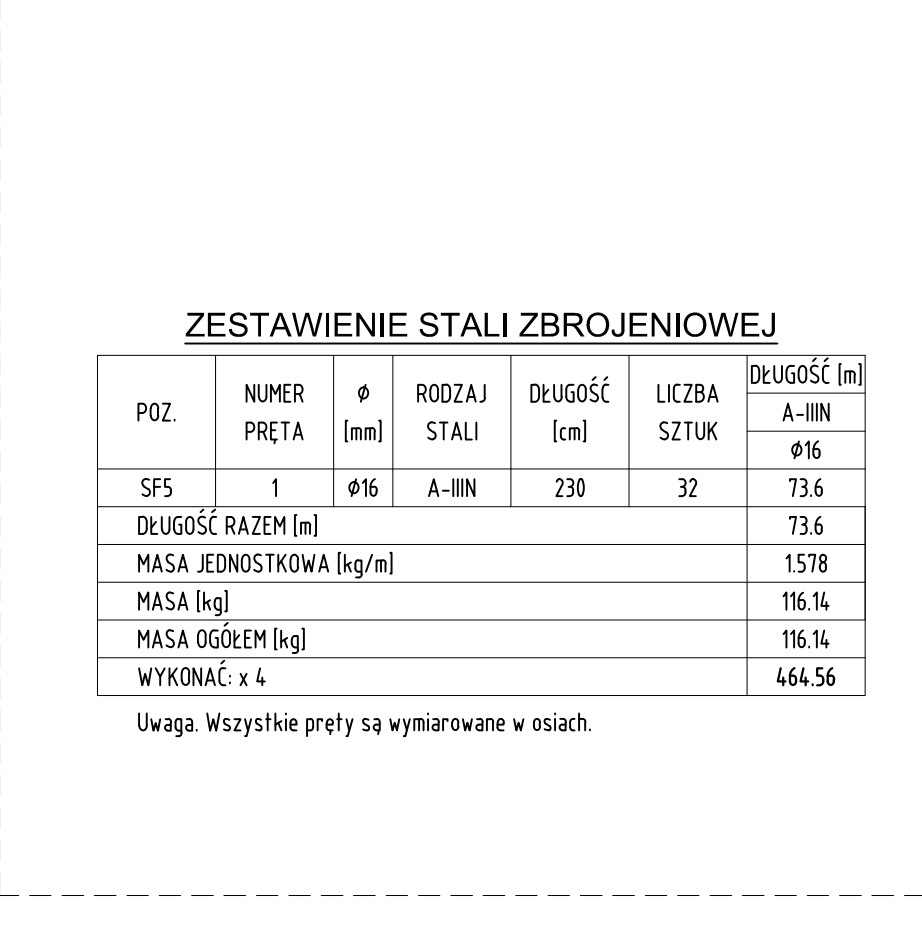 ZESTAWIENIE STALI ZBROJENIOWEJ
POZ. NUMER PRĘTA Ø [mm] RODZAJ STALI DŁUGOŚĆ [cm] LICZBA SZTUK DŁUGOŚĆ [m]
A-IIIN
Ø16
SF5 1 Ø16 A-IIIN 230 32 73.6
DŁUGOŚĆ RAZEM [m] 73.6
MASA JEDNOSTKOWA [kg/m] 1.578
MASA [kg] 116.14
MASA OGÓŁEM [kg] 116.14
WYKONAĆ: x 4 464.56
Uwaga. Wszystkie pręty są wymiarowane w osiach.